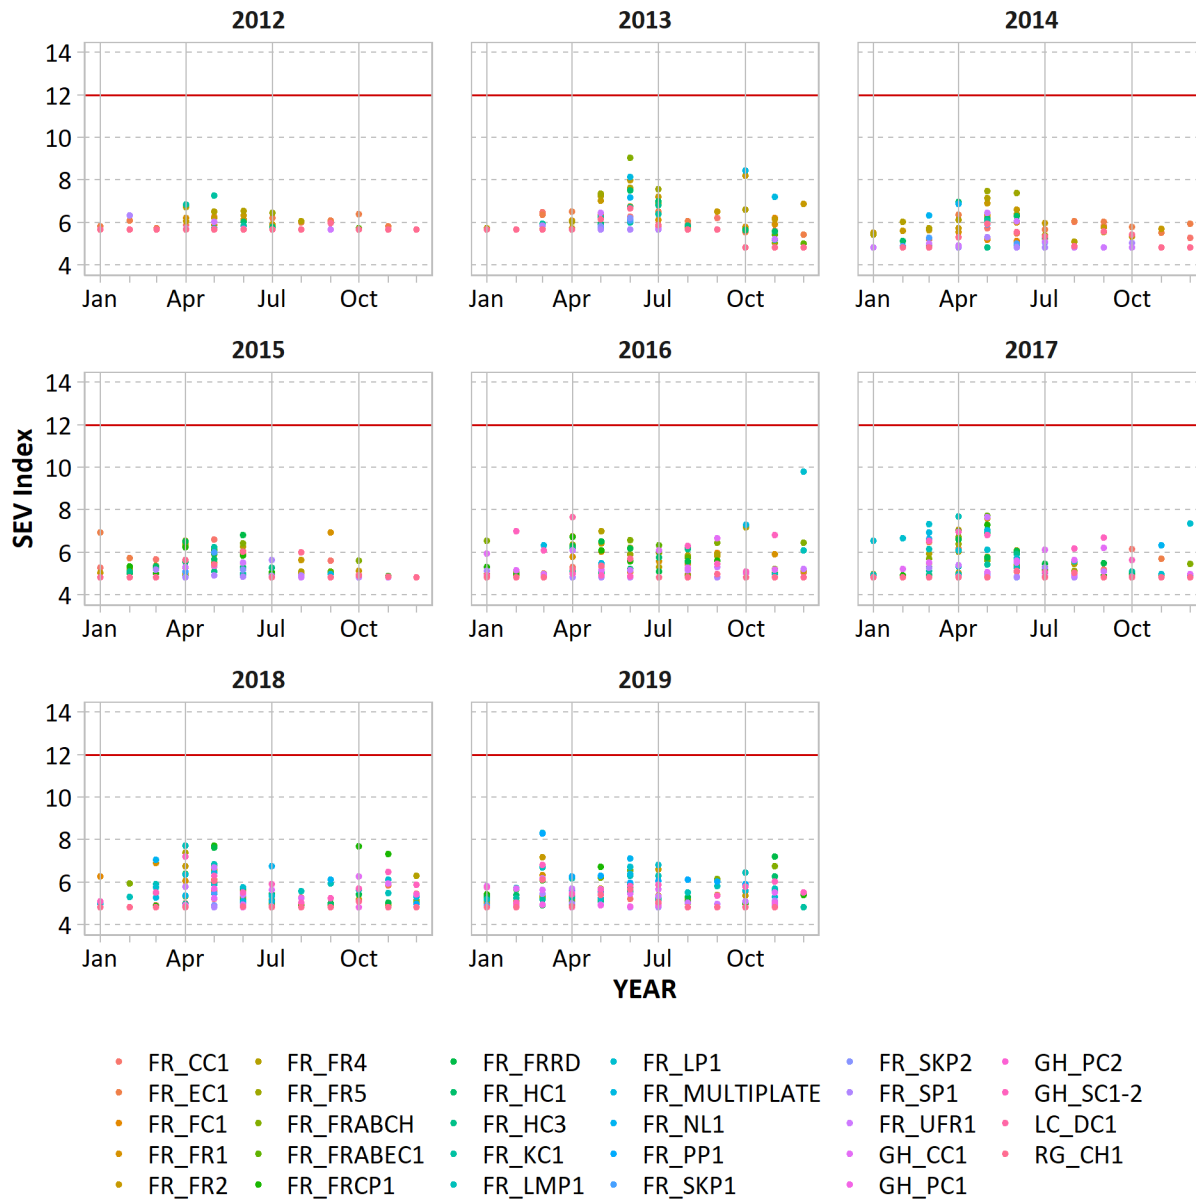 2012 2013 2014
14
12
10
8
6
4
Jan Apr Jul Oct Jan Apr Jul Oct Jan Apr Jul Oct
2015 2016 2017
14
12
10
8
6
4
SEV Index
Jan Apr Jul Oct Jan Apr Jul Oct Jan Apr Jul Oct
2018 2019
14
12
10
8
6
4
Jan Apr Jul Oct Jan Apr Jul Oct
YEAR
FR_CC1 FR_FR4 FR_FRRD FR_LP1 FR_SKP2 GH_PC2
FR_EC1 FR_FR5 FR_HC1 FR_MULTIPLATE FR_SP1 GH_SC1-2
FR_FC1 FR_FRABCH FR_HC3 FR_NL1 FR_UFR1 LC_DC1
FR_FR1 FR_FRABEC1 FR_KC1 FR_PP1 GH_CC1 RG_CH1
FR_FR2 FR_FRCP1 FR_LMP1 FR_SKP1 GH_PC1